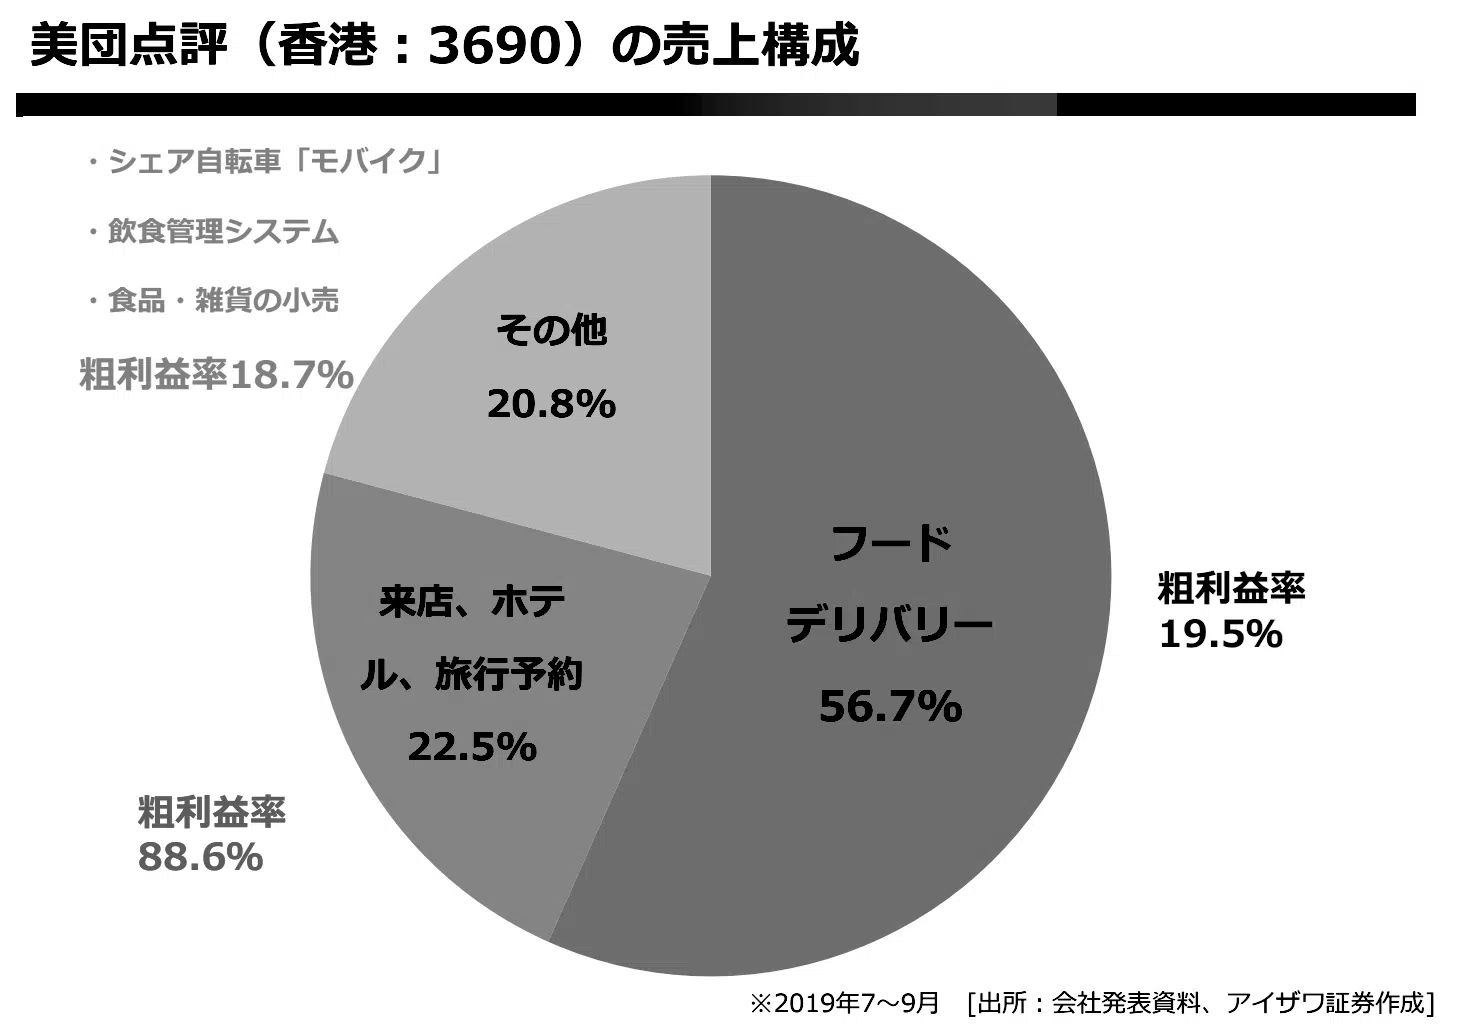 美団点評（香港：3690）の売上構成
・シェア自転車「モバイク」
・飲食管理システム
・食品・雑貨の小売
粗利益率18.7%
その他
20.8%
フード
デリバリー
56.7%
粗利益率
19.5%
来店、ホテ
ル、旅行予約
22.5%
粗利益率
88.6%
※2019年7～9月　[出所：会社発表資料、アイザワ証券作成]